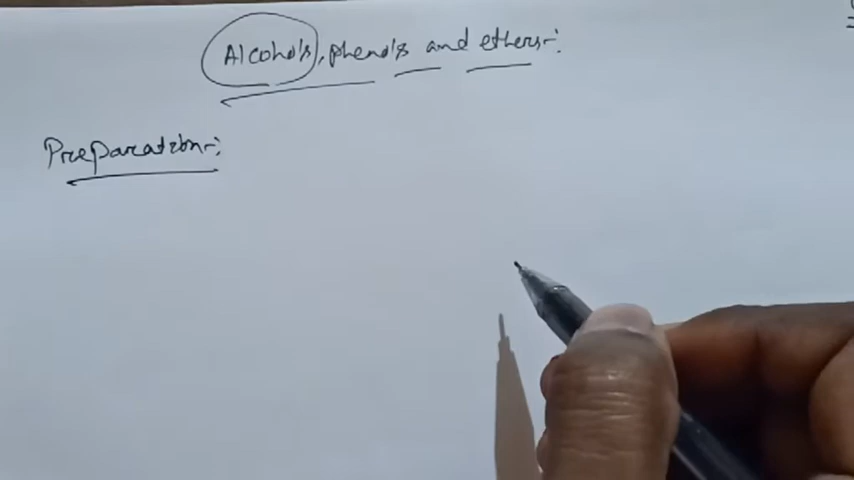 Alcohols, phenols and ethers:-
Preparation:-